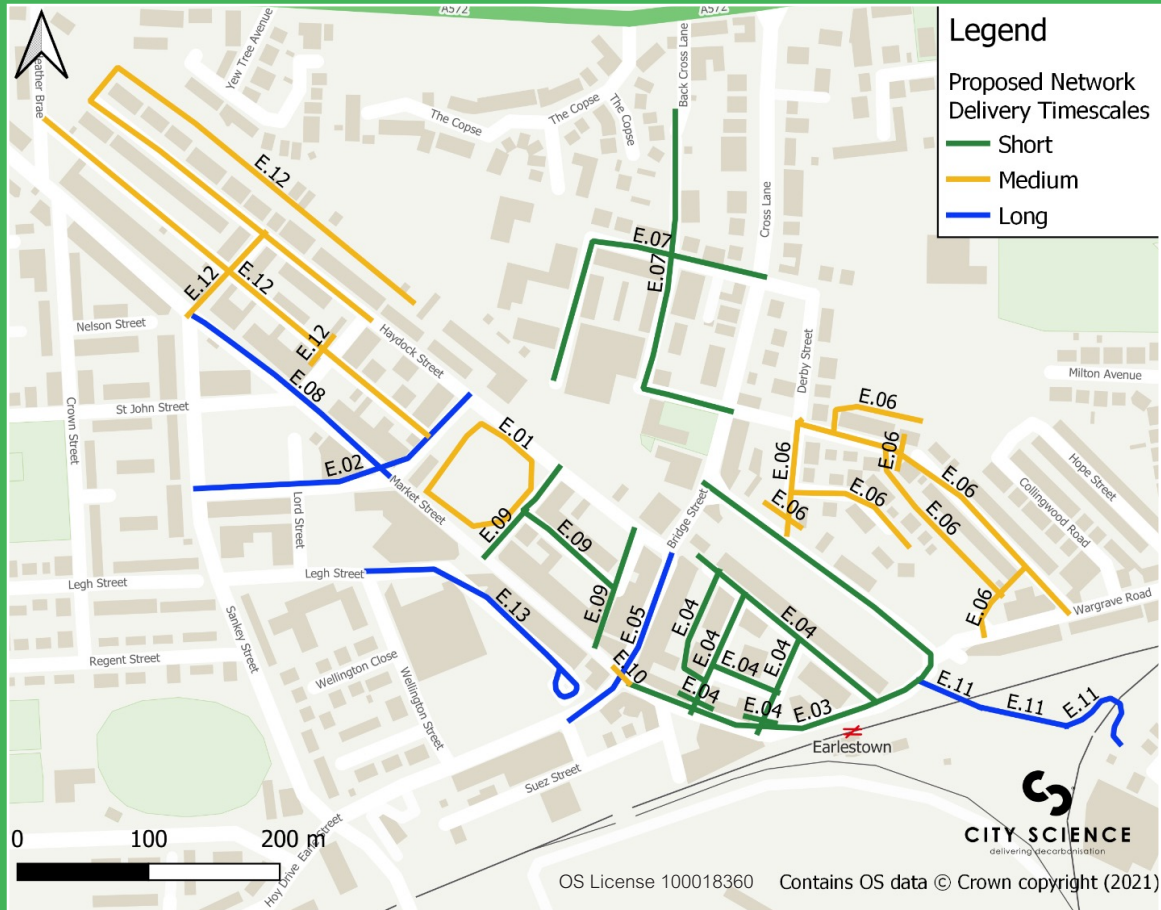 A572
A572
Legend
Proposed Network
Delivery Timescales
Short
Medium
Long
Heather Brae
Yew Tree Avenue
The Copse
The Copse
The Copse
Back Cross Lane
Cross Lane
E.12
E.07
E.07
E.12
E.12
E.12
Nelson Street
Haydock Street
Derby Street
Milton Avenue
E.08
St John Street
Crown Street
E.06
E.06
E.06
E.06
E.06
E.06
E.06
E.06
Hope Street
Collingwood Road
E.01
E.02
Lord Street
Market Street
E.09
E.09
E.09
Bridge Street
Legh Street
Legh Street
E.13
E.05
E.04
E.04
E.04
E.04
E.04
E.04
E.04
Wargrave Road
Sankey Street
Regent Street
Wellington Close
Wellington Street
E.10
E.03
E.11
E.11
E.11
Earlestown
Suez Street
Hoy Drive
Earle Street
0 100 200 m
CITY SCIENCE
delivering decarbonisation
OS License 100018360 Contains OS data © Crown copyright (2021)